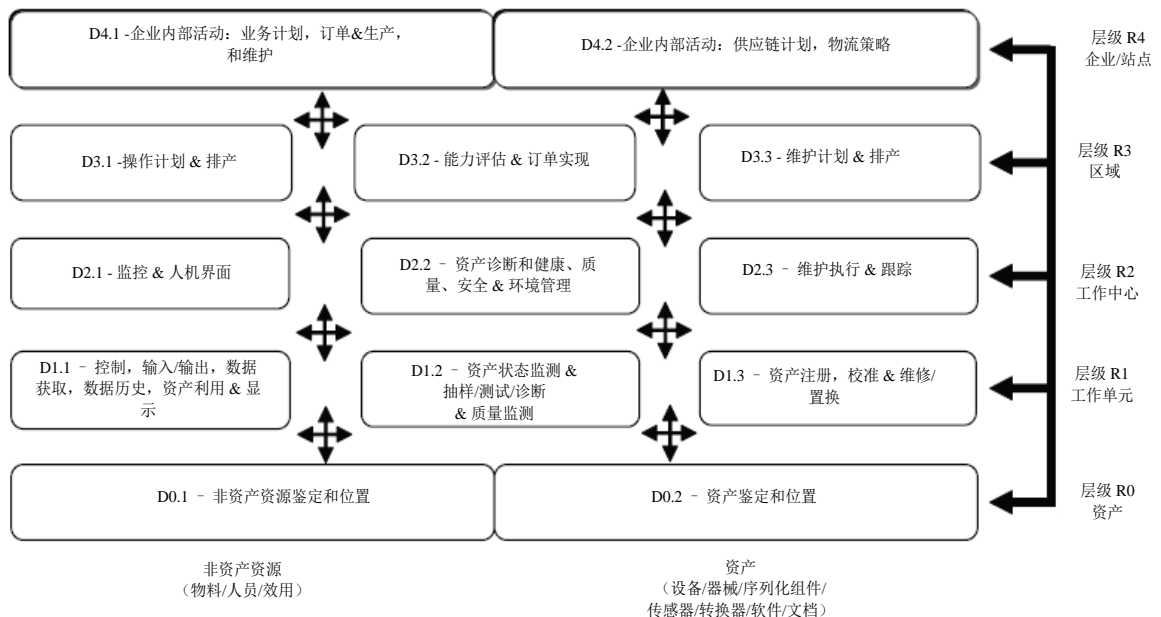 D4.1 -企业内部活动：业务计划，订单&生产，
和维护
D4.2 -企业内部活动：供应链计划，物流策略
层级 R4
企业/站点
D3.1 -操作计划 & 排产
D3.2 - 能力评估 & 订单实现
D3.3 - 维护计划 & 排产
层级 R3
区域
D2.1 - 监控 & 人机界面
D2.2 – 资产诊断和健康、质
量、安全 & 环境管理
D2.3 – 维护执行 & 跟踪
层级 R2
工作中心
D1.1 – 控制，输入/输出，数据
获取，数据历史，资产利用 & 显
示
D1.2 – 资产状态监测 &
抽样/测试/诊断
& 质量监测
D1.3 – 资产注册，校准 & 维修/
置换
层级 R1
工作单元
D0.1 – 非资产资源鉴定和位置
D0.2 – 资产鉴定和位置
层级 R0
资产
非资产资源
（物料/人员/效用）
资产
（设备/器械/序列化组件/
传感器/转换器/软件/文档）